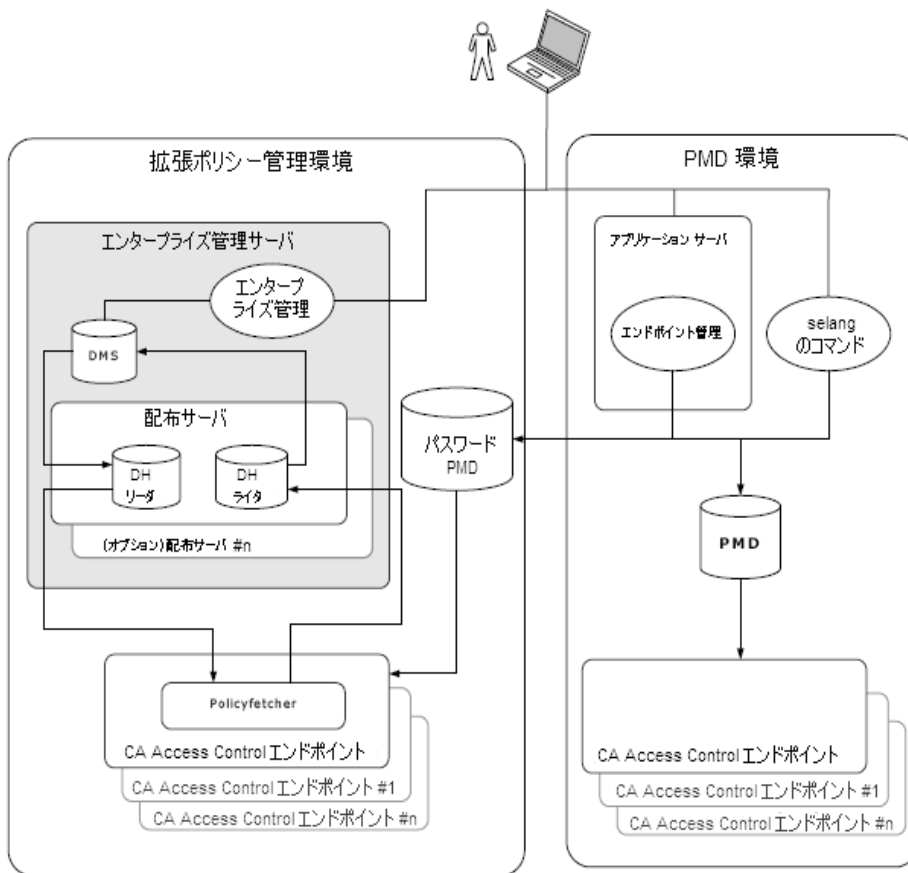 拡張ポリシー管理環境
エンタープライズ管理サーバ
エンタープ
ライズ管理
DMS
配布サーバ
DH
リーダ
DH
ライタ
(オプション)配布サーバ #n
パスワード
PMD
Policyfetcher
CA Access Control エンドポイント
CA Access Control エンドポイント #1
CA Access Control エンドポイント #n
PMD 環境
アプリケーション サーバ
エンドポイント管理
selang
のコマンド
PMD
CA Access Control エンドポイント
CA Access Control エンドポイント #1
CA Access Control エンドポイント #n